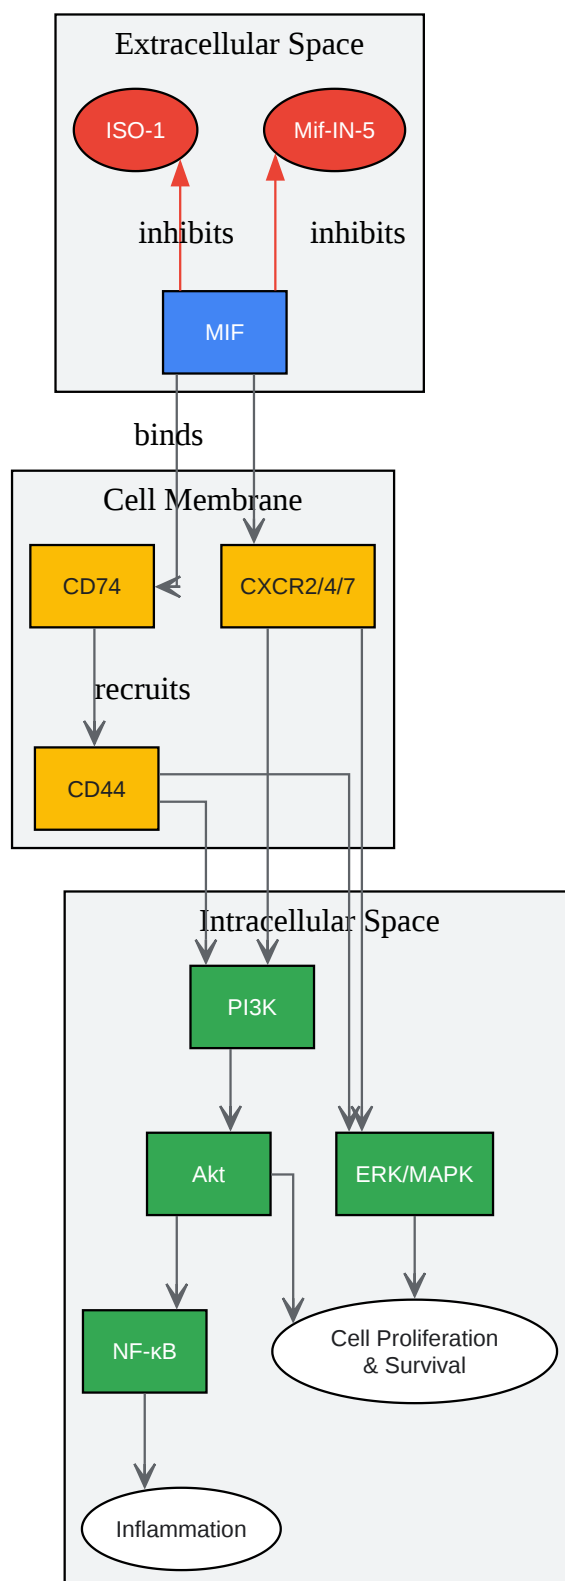 Extracellular Space
ISO-1
Mif-IN-5
inhibits
inhibits
MIF
binds
Cell Membrane
CD74
CXCR2/4/7
recruits
CD44
Intracellular Space
PI3K
Akt
ERK/MAPK
NF-κB
Cell Proliferation
& Survival
Inflammation